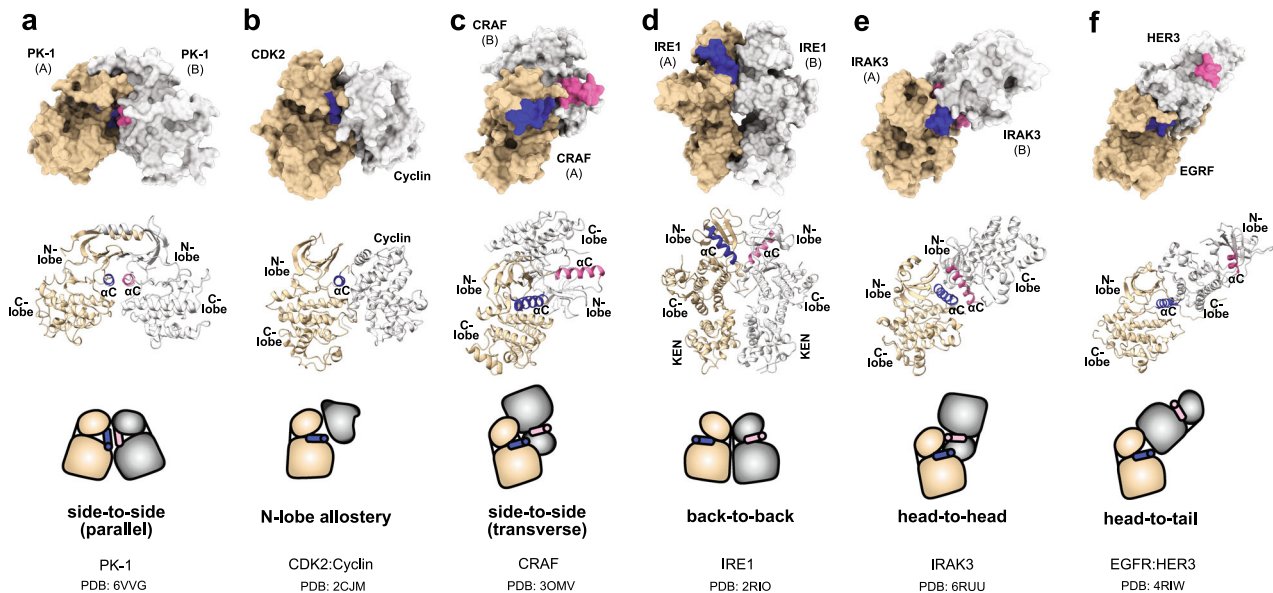 a
PK-1
(A)
PK-1
(B)
N-
lobe
N-
lobe
C-
lobe
C-
lobe
αC
αC
side-to-side
(parallel)
PK-1
PDB: 6VVG
b
CDK2
Cyclin
N-
lobe
Cyclin
αC
C-
lobe
N-lobe allostery
CDK2:Cyclin
PDB: 2CJM
c
CRAF
(B)
CRAF
(A)
C-
lobe
N-
lobe
αC
N-
lobe
αC
C-
lobe
side-to-side
(transverse)
CRAF
PDB: 3OMV
d
IRE1
(A)
IRE1
(B)
N-
lobe
N-
lobe
αC
αC
C-
lobe
C-
lobe
KEN
KEN
back-to-back
IRE1
PDB: 2RIO
e
IRAK3
(A)
IRAK3
(B)
N-
lobe
C-
lobe
N-
lobe
αC
αC
C-
lobe
head-to-head
IRAK3
PDB: 6RUU
f
HER3
EGRF
N-
lobe
N-
lobe
αC
αC
C-
lobe
C-
lobe
head-to-tail
EGFR:HER3
PDB: 4RIW